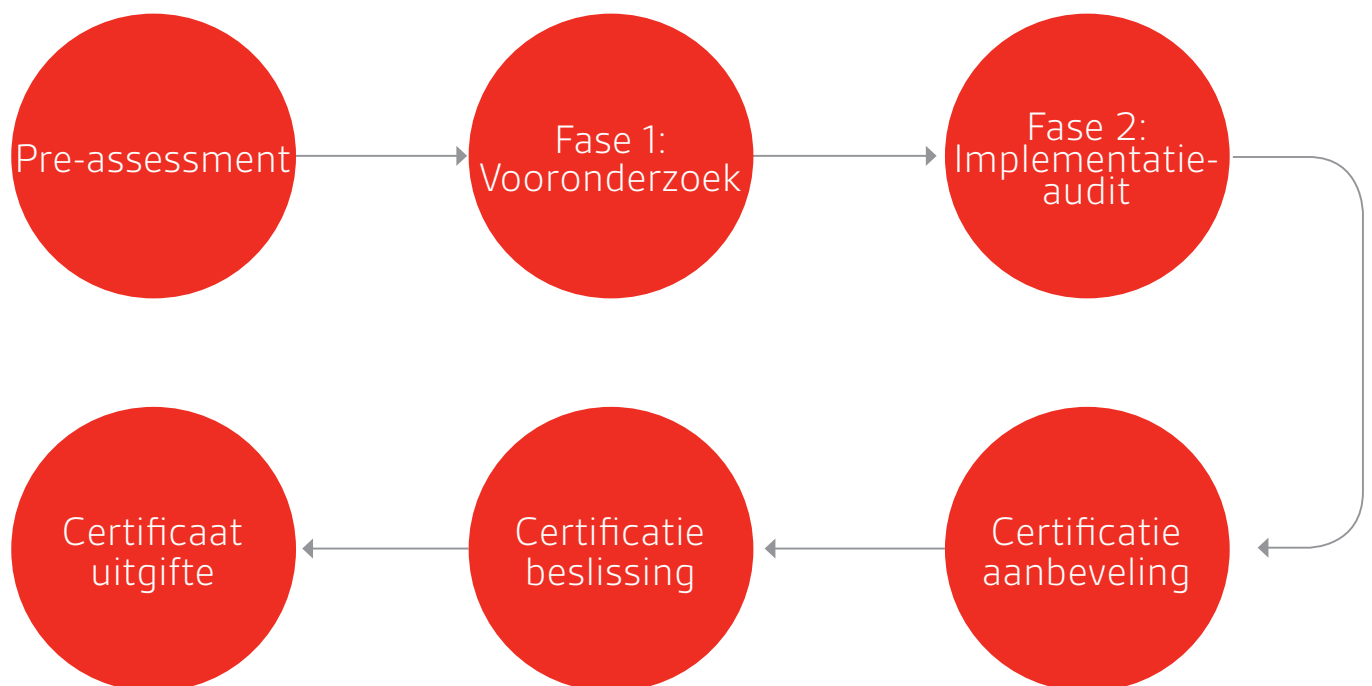 Pre-assessment
Fase 1:
Vooronderzoek
Fase 2:
Implementatie-
audit
Certificaat
uitgifte
Certificatie
beslissing
Certificatie
aanbeveling